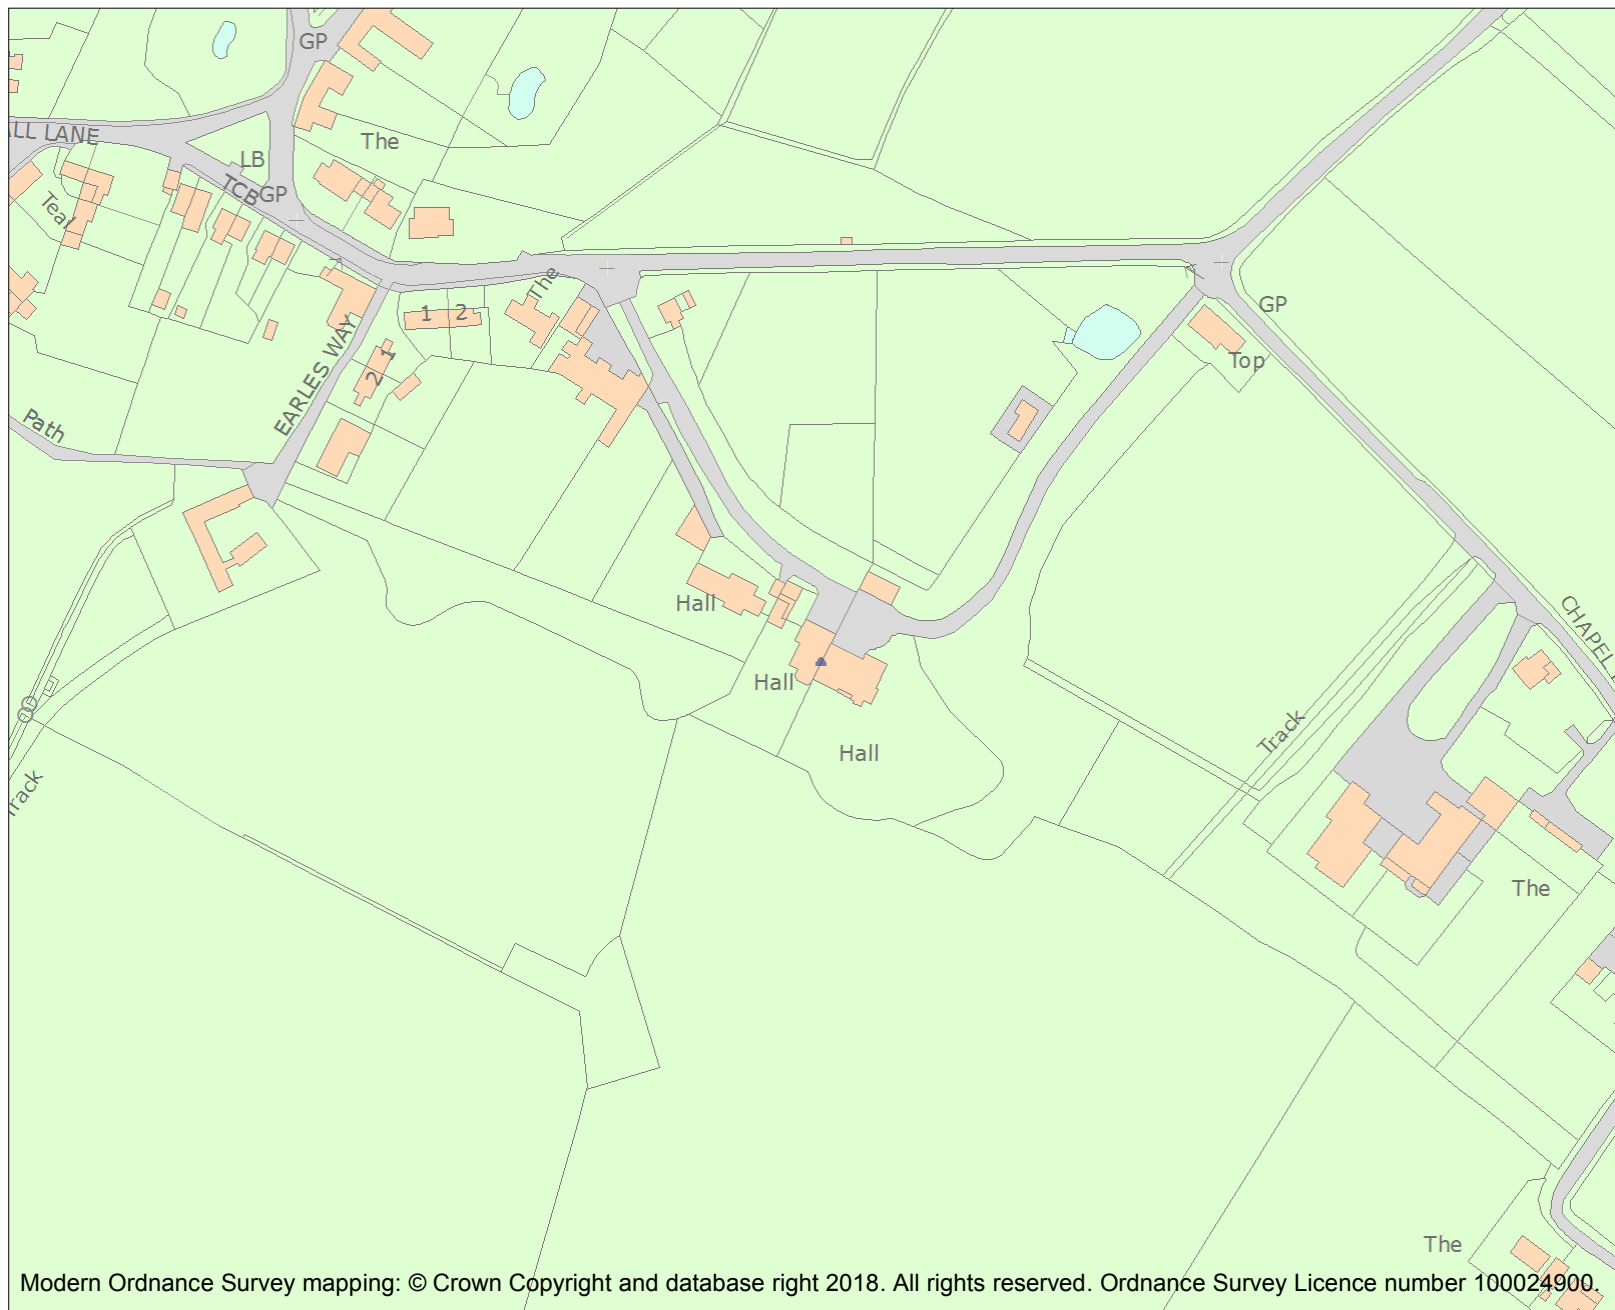 GP
ALL LANE
The
LB
TCB
GP
Teal
The
1 2
GP
EARLES WAY
1
2
Top
Path
Hall
CHAPEL
Hall
Track
Hall
Track
The
The
Modern Ordnance Survey mapping: © Crown Copyright and database right 2018. All rights reserved. Ordnance Survey Licence number 100024900.